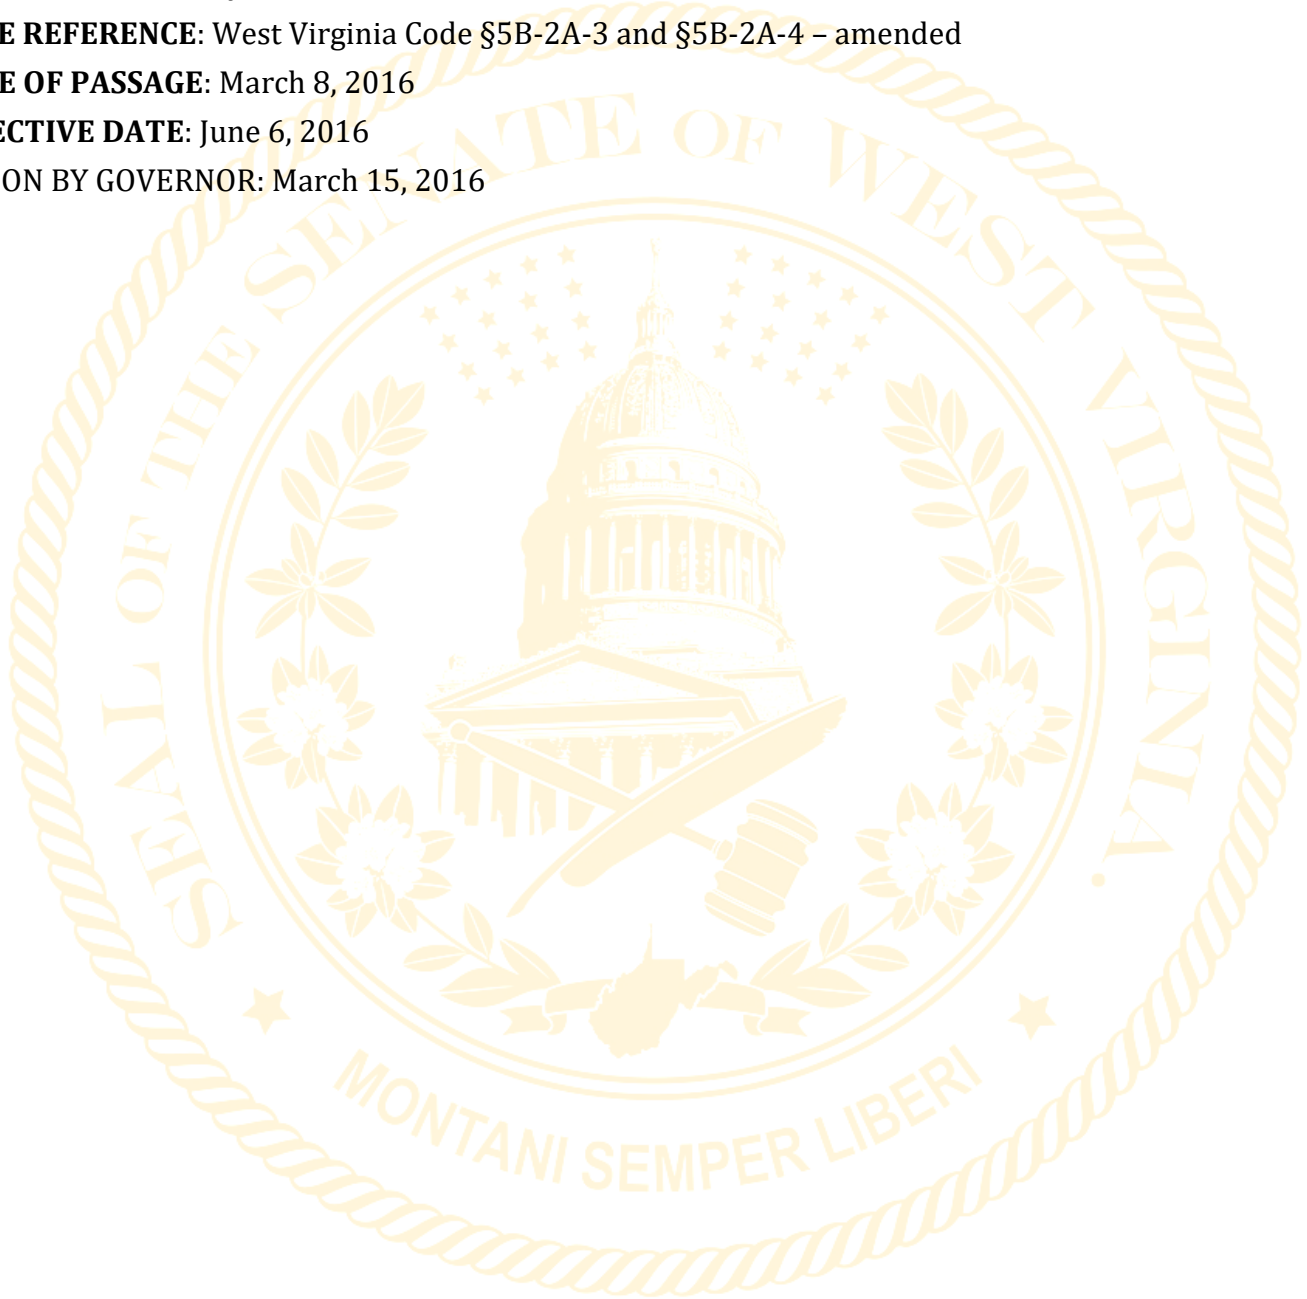 E REFERENCE: West Virginia Code §5B-2A-3 and §5B-2A-4 – amended
E OF PASSAGE: March 8, 2016
ECTIVE DATE: June 6, 2016
ON BY GOVERNOR: March 15, 2016
SEAL OF THE SENATE OF WEST VIRGINIA
MONTANI SEMPER LIBERI